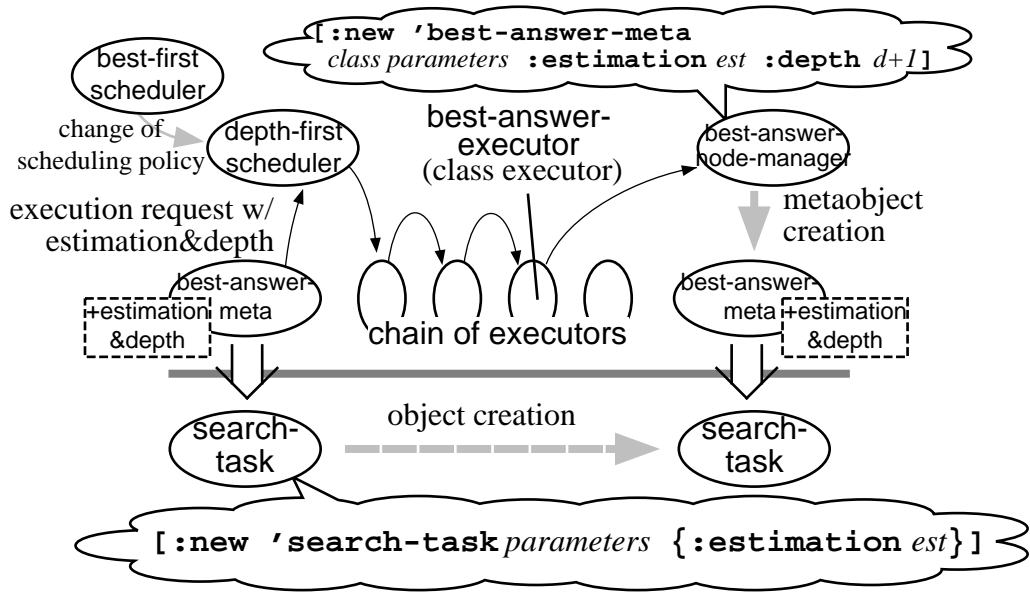 [:new ’best-answer-meta
class parameters :estimation est :depth d+1]
best-first
scheduler
change of
scheduling policy
depth-first
scheduler
best-answer-
executor
(class executor)
best-answer-
node-manager
execution request w/
estimation&depth
metaobject
creation
best-answer-
meta
+estimation
&depth
chain of executors
best-answer-
meta
+estimation
&depth
search-
task
object creation
search-
task
[:new ’search-task parameters {:estimation est}]